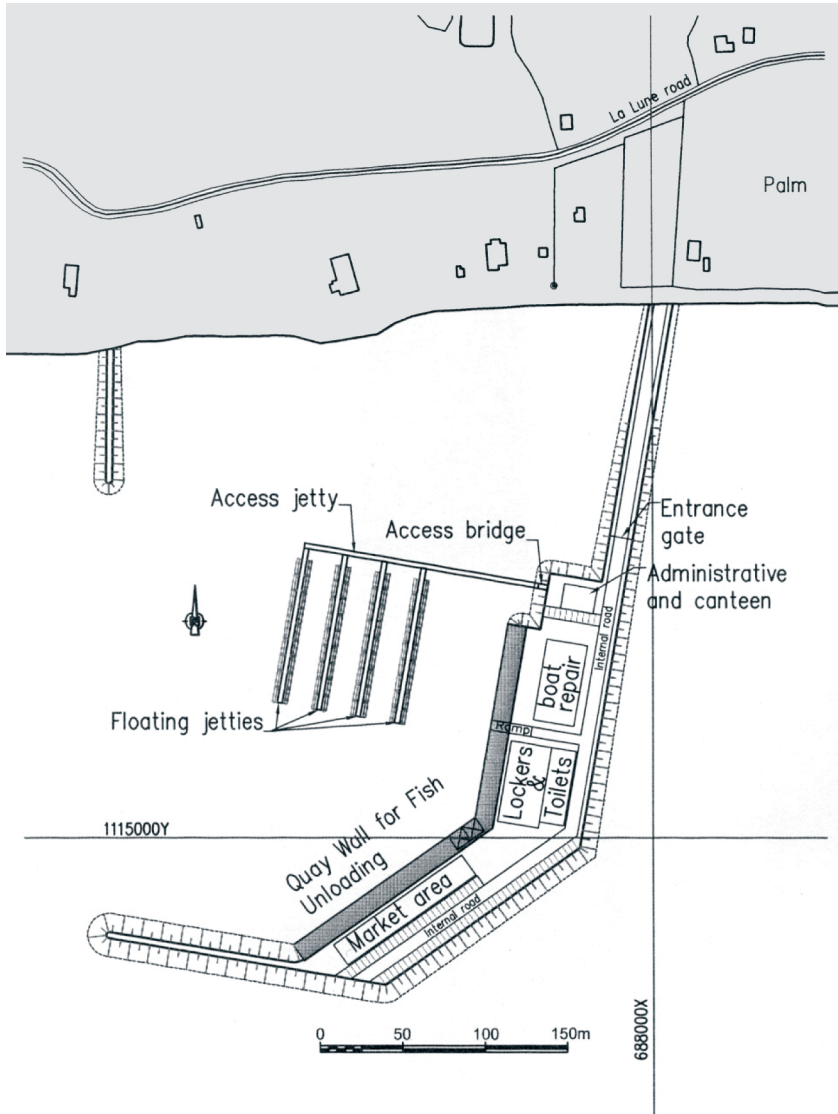 La Lune road
Palm
Access jetty
Access bridge
Entrance
gate
Administrative
and canteen
Internal road
boat
repair
Floating jetties
Ramp
Lockers
&
Toilets
1115000Y
Quay Wall for Fish
Unloading
Market area
Internal road
688000X
0 50 100 150m